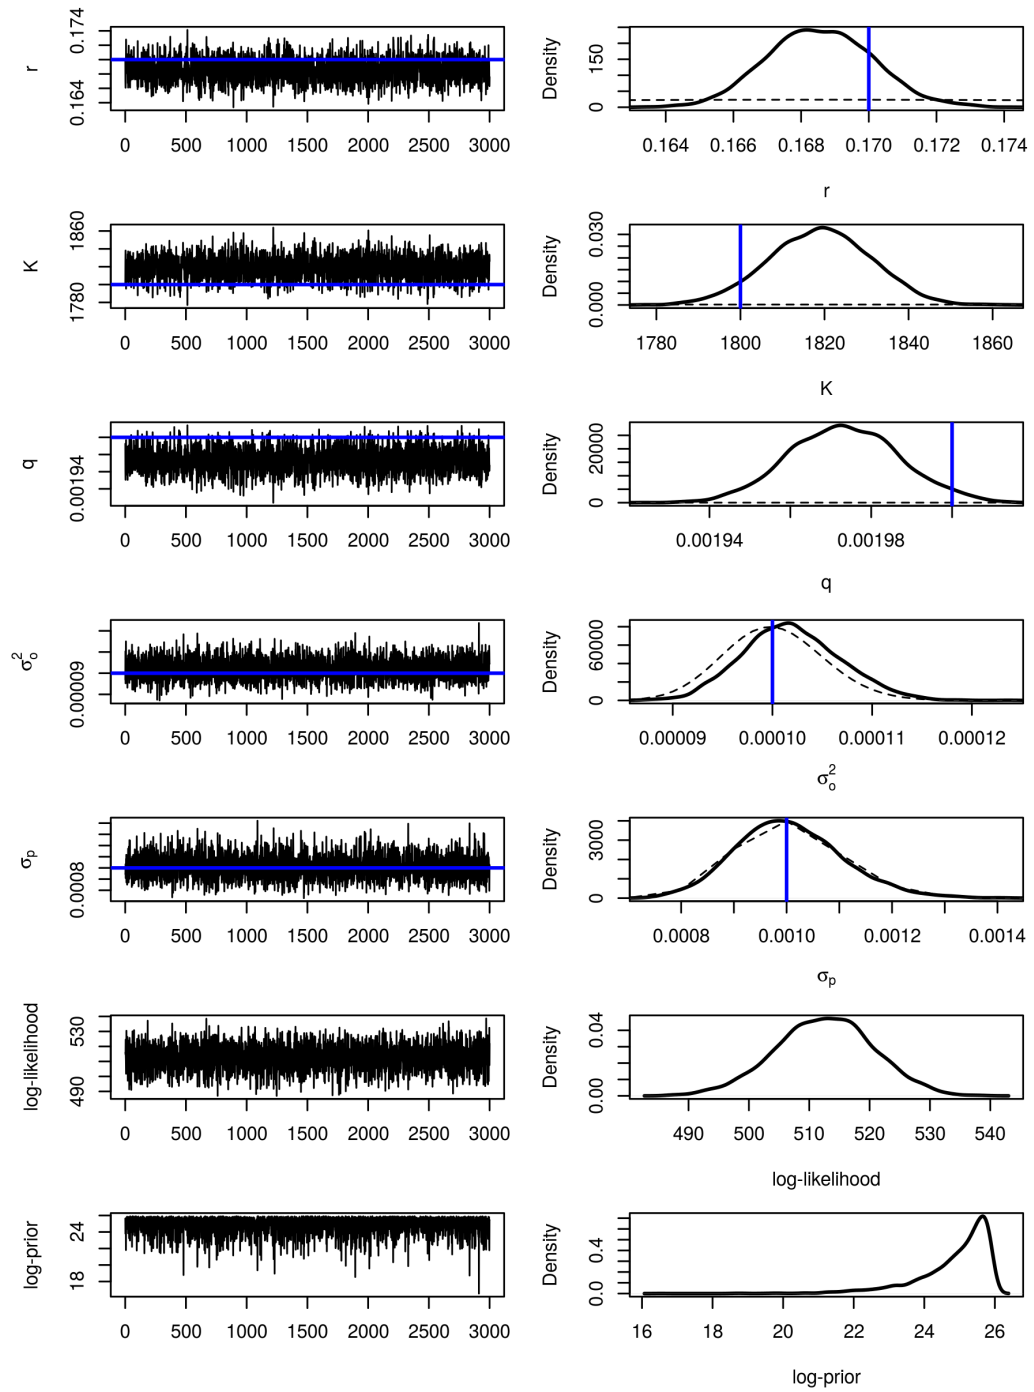 r
0.164 0.174
0 500 1000 1500 2000 2500 3000
Density
0 150
0.164 0.166 0.168 0.170 0.172 0.174
r
K
1780 1860
0 500 1000 1500 2000 2500 3000
Density
0.000 0.030
1780 1800 1820 1840 1860
K
q
0.00194
0 500 1000 1500 2000 2500 3000
Density
0 20000
0.00194 0.00198
q
σ²ₒ
0.00009
0 500 1000 1500 2000 2500 3000
Density
0 60000
0.00009 0.00010 0.00011 0.00012
σ²ₒ
σₚ
0.0008
0 500 1000 1500 2000 2500 3000
Density
0 3000
0.0008 0.0010 0.0012 0.0014
σₚ
log-likelihood
490 530
0 500 1000 1500 2000 2500 3000
Density
0.00 0.04
490 500 510 520 530 540
log-likelihood
log-prior
18 24
0 500 1000 1500 2000 2500 3000
Density
0.0 0.4
16 18 20 22 24 26
log-prior